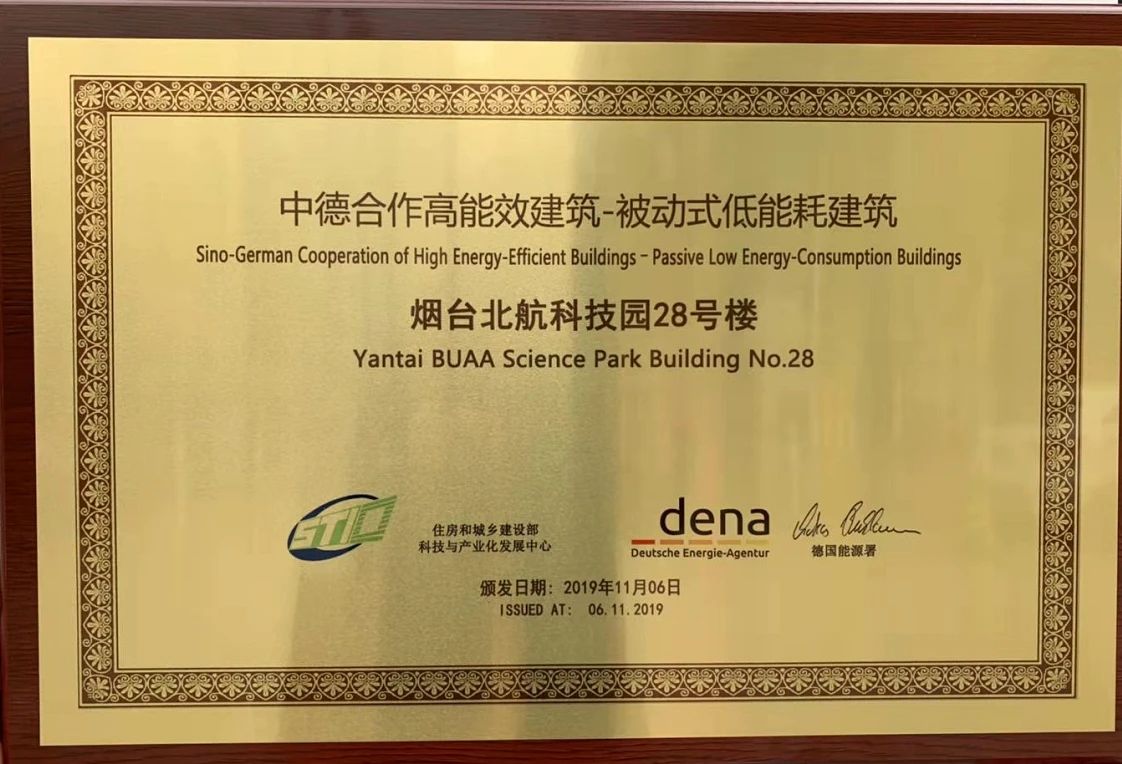 中德合作高能效建筑-被动式低能耗建筑
Sino-German Cooperation of High Energy-Efficient Buildings – Passive Low Energy-Consumption Buildings
烟台北航科技园28号楼
Yantai BUAA Science Park Building No.28
住房和城乡建设部
科技与产业化发展中心
dena
Deutsche Energie-Agentur
德国能源署
颁发日期：2019年11月06日
ISSUED AT: 06.11.2019